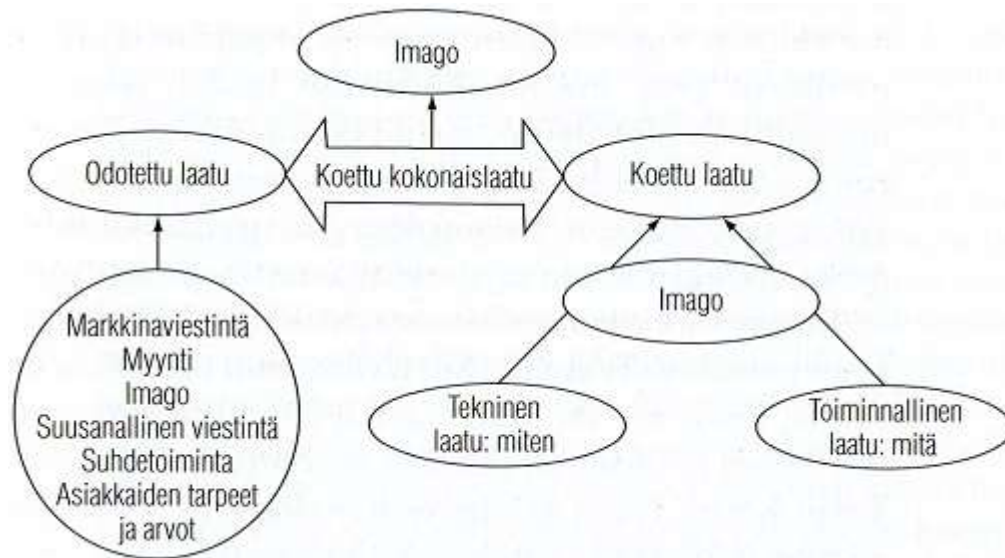 Imago
Odotettu laatu
Koettu kokonaislaatu
Koettu laatu
Imago
Markkinaviestintä
Myynti
Imago
Suusanallinen viestintä
Suhdetoiminta
Asiakkaiden tarpeet
ja arvot
Tekninen
laatu: miten
Toiminnallinen
laatu: mitä